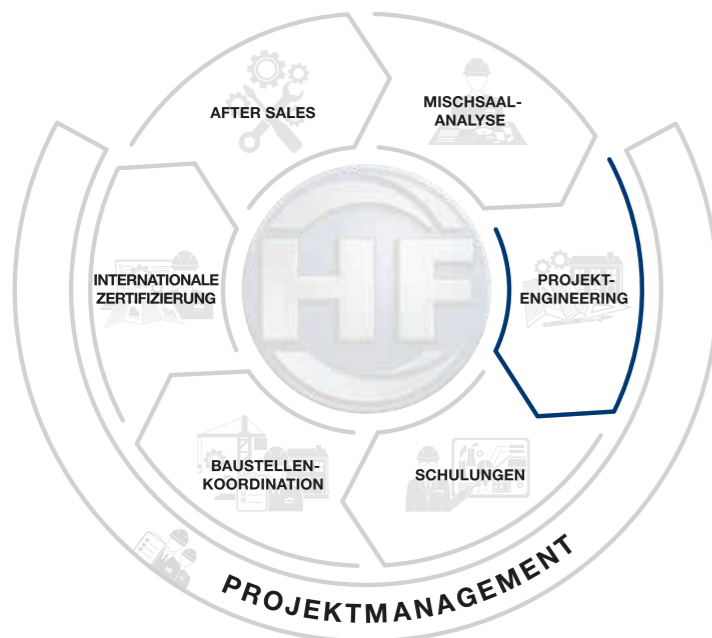 AFTER SALES
MISCHSAAL-
ANALYSE
PROJEKT-
ENGINEERING
SCHULUNGEN
BAUSTELLEN-
KOORDINATION
INTERNATIONALE
ZERTIFIZIERUNG
HF
PROJEKTMANAGEMENT